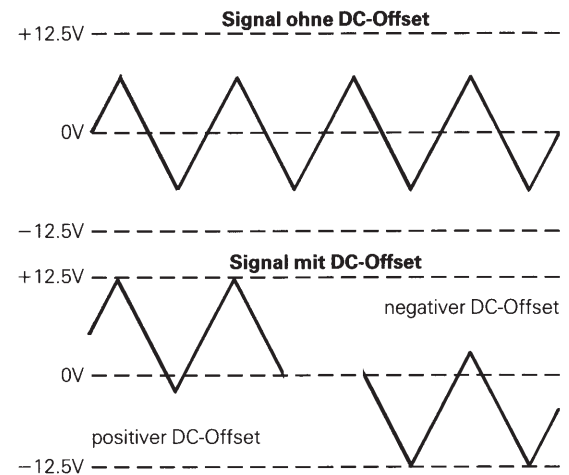 Signal ohne DC-Offset
+12.5V
0V
−12.5V
Signal mit DC-Offset
+12.5V
negativer DC-Offset
0V
positiver DC-Offset
−12.5V